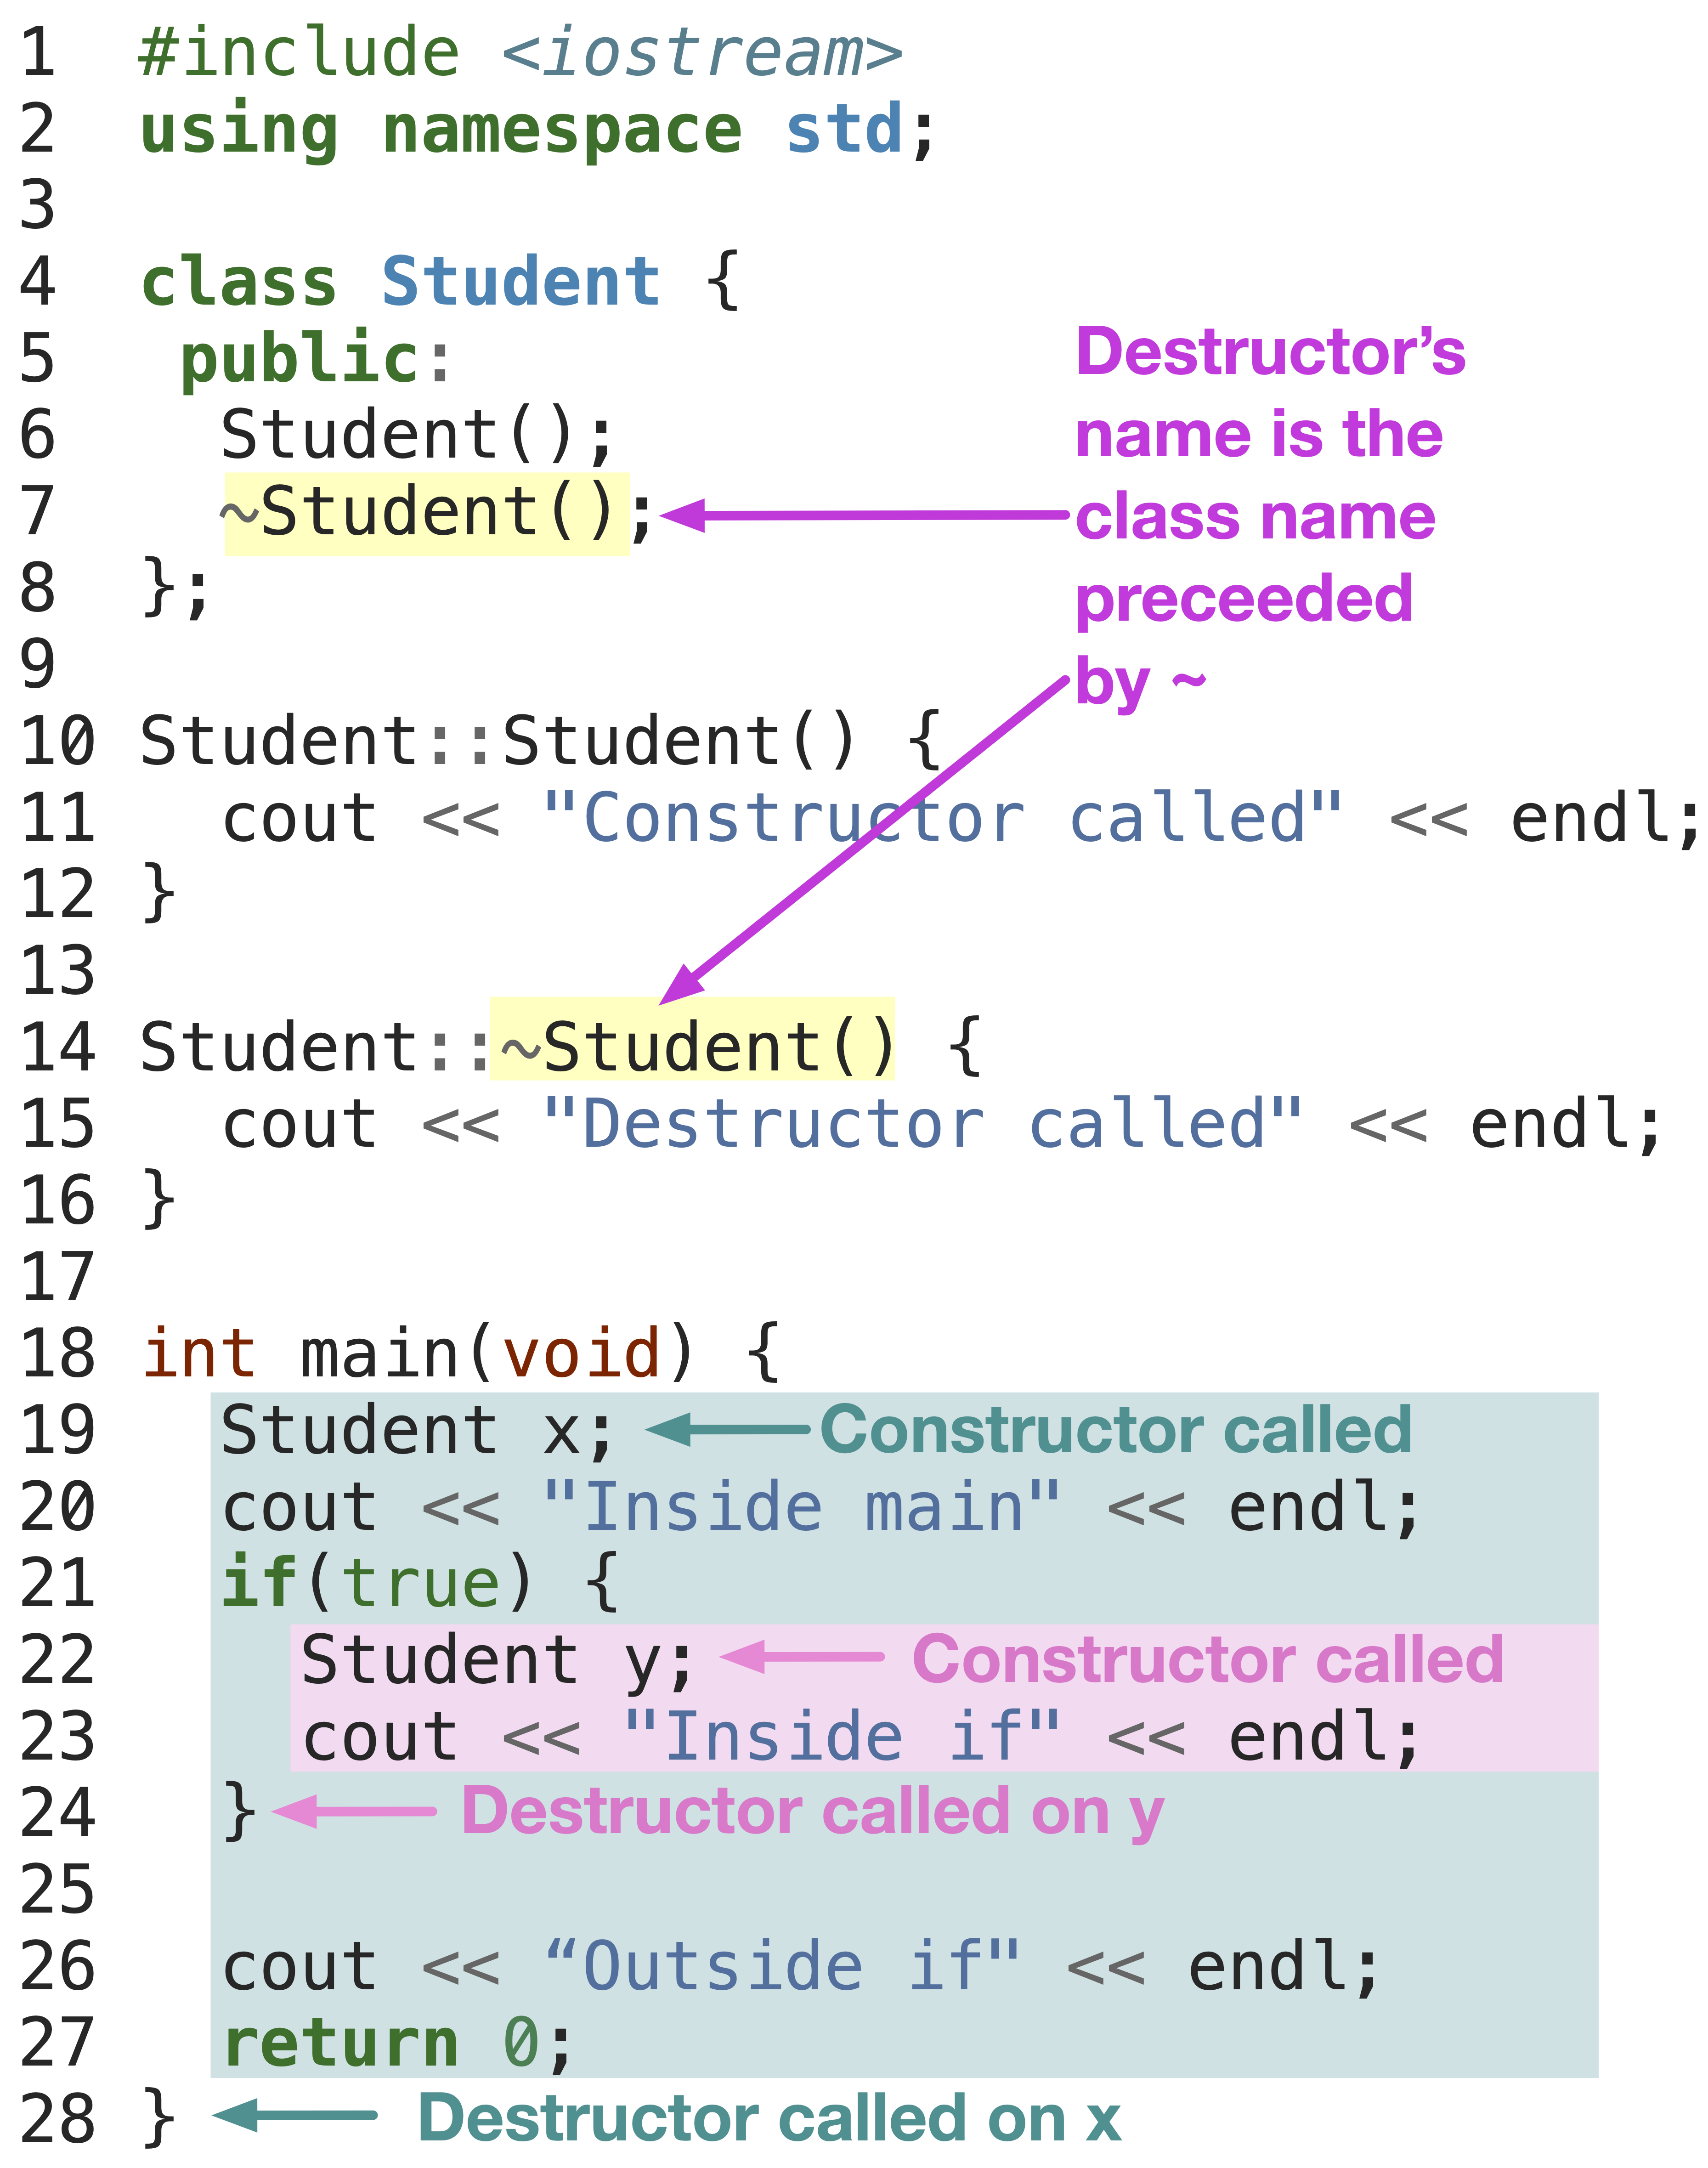 1 #include <iostream>
2 using namespace std;
3
4 class Student {
5 public:
6 Student();
7 ~Student();
8 };
9
10 Student::Student() {
11 cout << "Constructor called" << endl;
12 }
13
14 Student::~Student() {
15 cout << "Destructor called" << endl;
16 }
17
18 int main(void) {
19 Student x; Constructor called
20 cout << "Inside main" << endl;
21 if(true) {
22 Student y; Constructor called
23 cout << "Inside if" << endl;
24 } Destructor called on y
25
26 cout << “Outside if" << endl;
27 return 0;
28 } Destructor called on x
Destructor’s
name is the
class name
preceeded
by ~